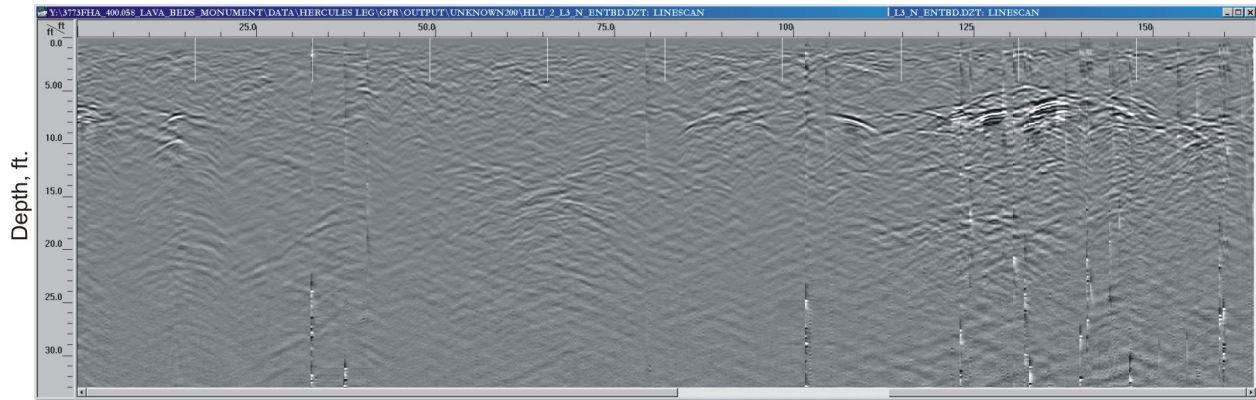 Y:\3773FHA_400.058_LAVA_BEDS_MONUMENT\DATA\HERCULES LEG\GPR\OUTPUT\UNKNOWN200\HLU_2_L3_N_ENTBD.DZT: LINESCAN
_L3_N_ENTBD.DZT: LINESCAN
ft/ft 25.0 50.0 75.0 100 125 150
0.0
5.00
10.0
15.0
20.0
25.0
30.0
Depth, ft.